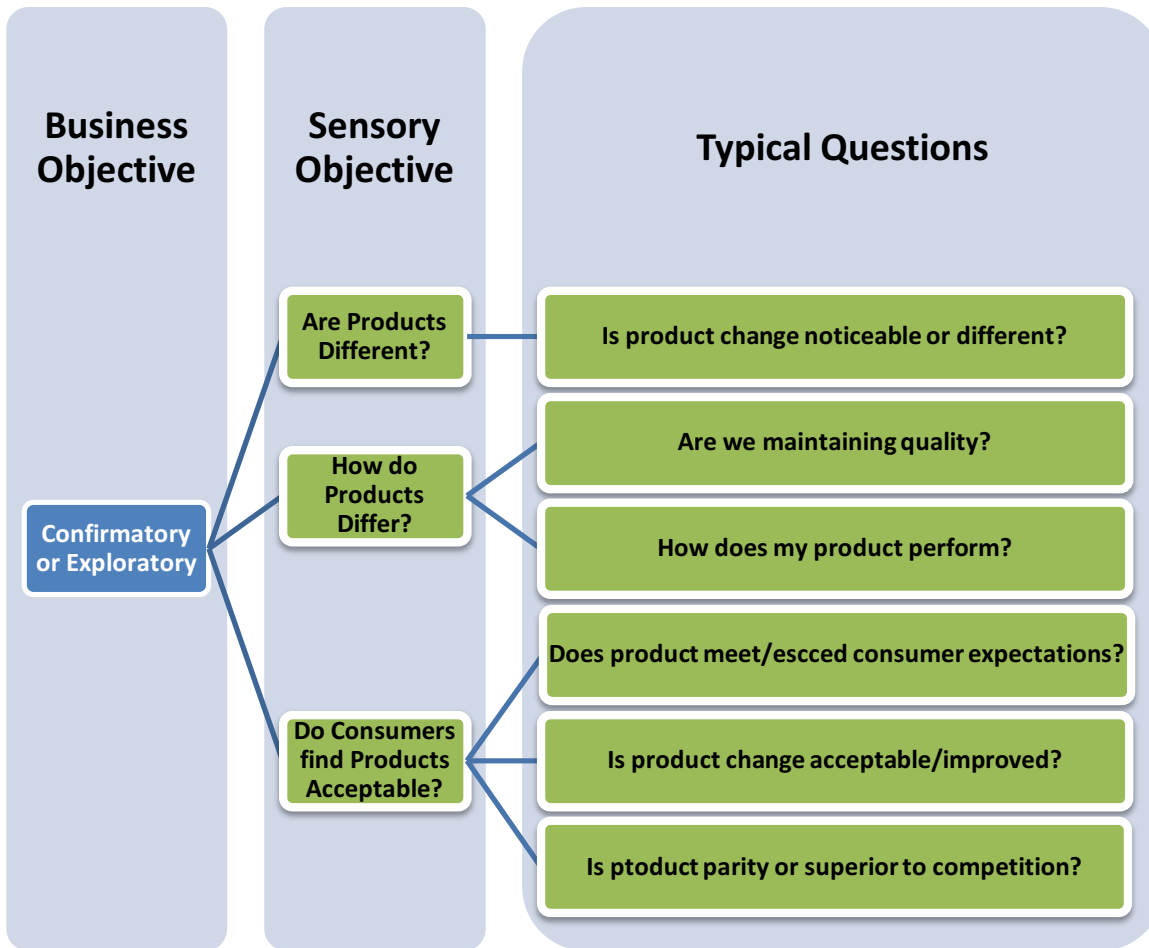 Business
Objective
Sensory
Objective
Typical Questions
Confirmatory
or Exploratory
Are Products
Different?
How do
Products
Differ?
Do Consumers
find Products
Acceptable?
Is product change noticeable or different?
Are we maintaining quality?
How does my product perform?
Does product meet/escced consumer expectations?
Is product change acceptable/improved?
Is ptoduct parity or superior to competition?